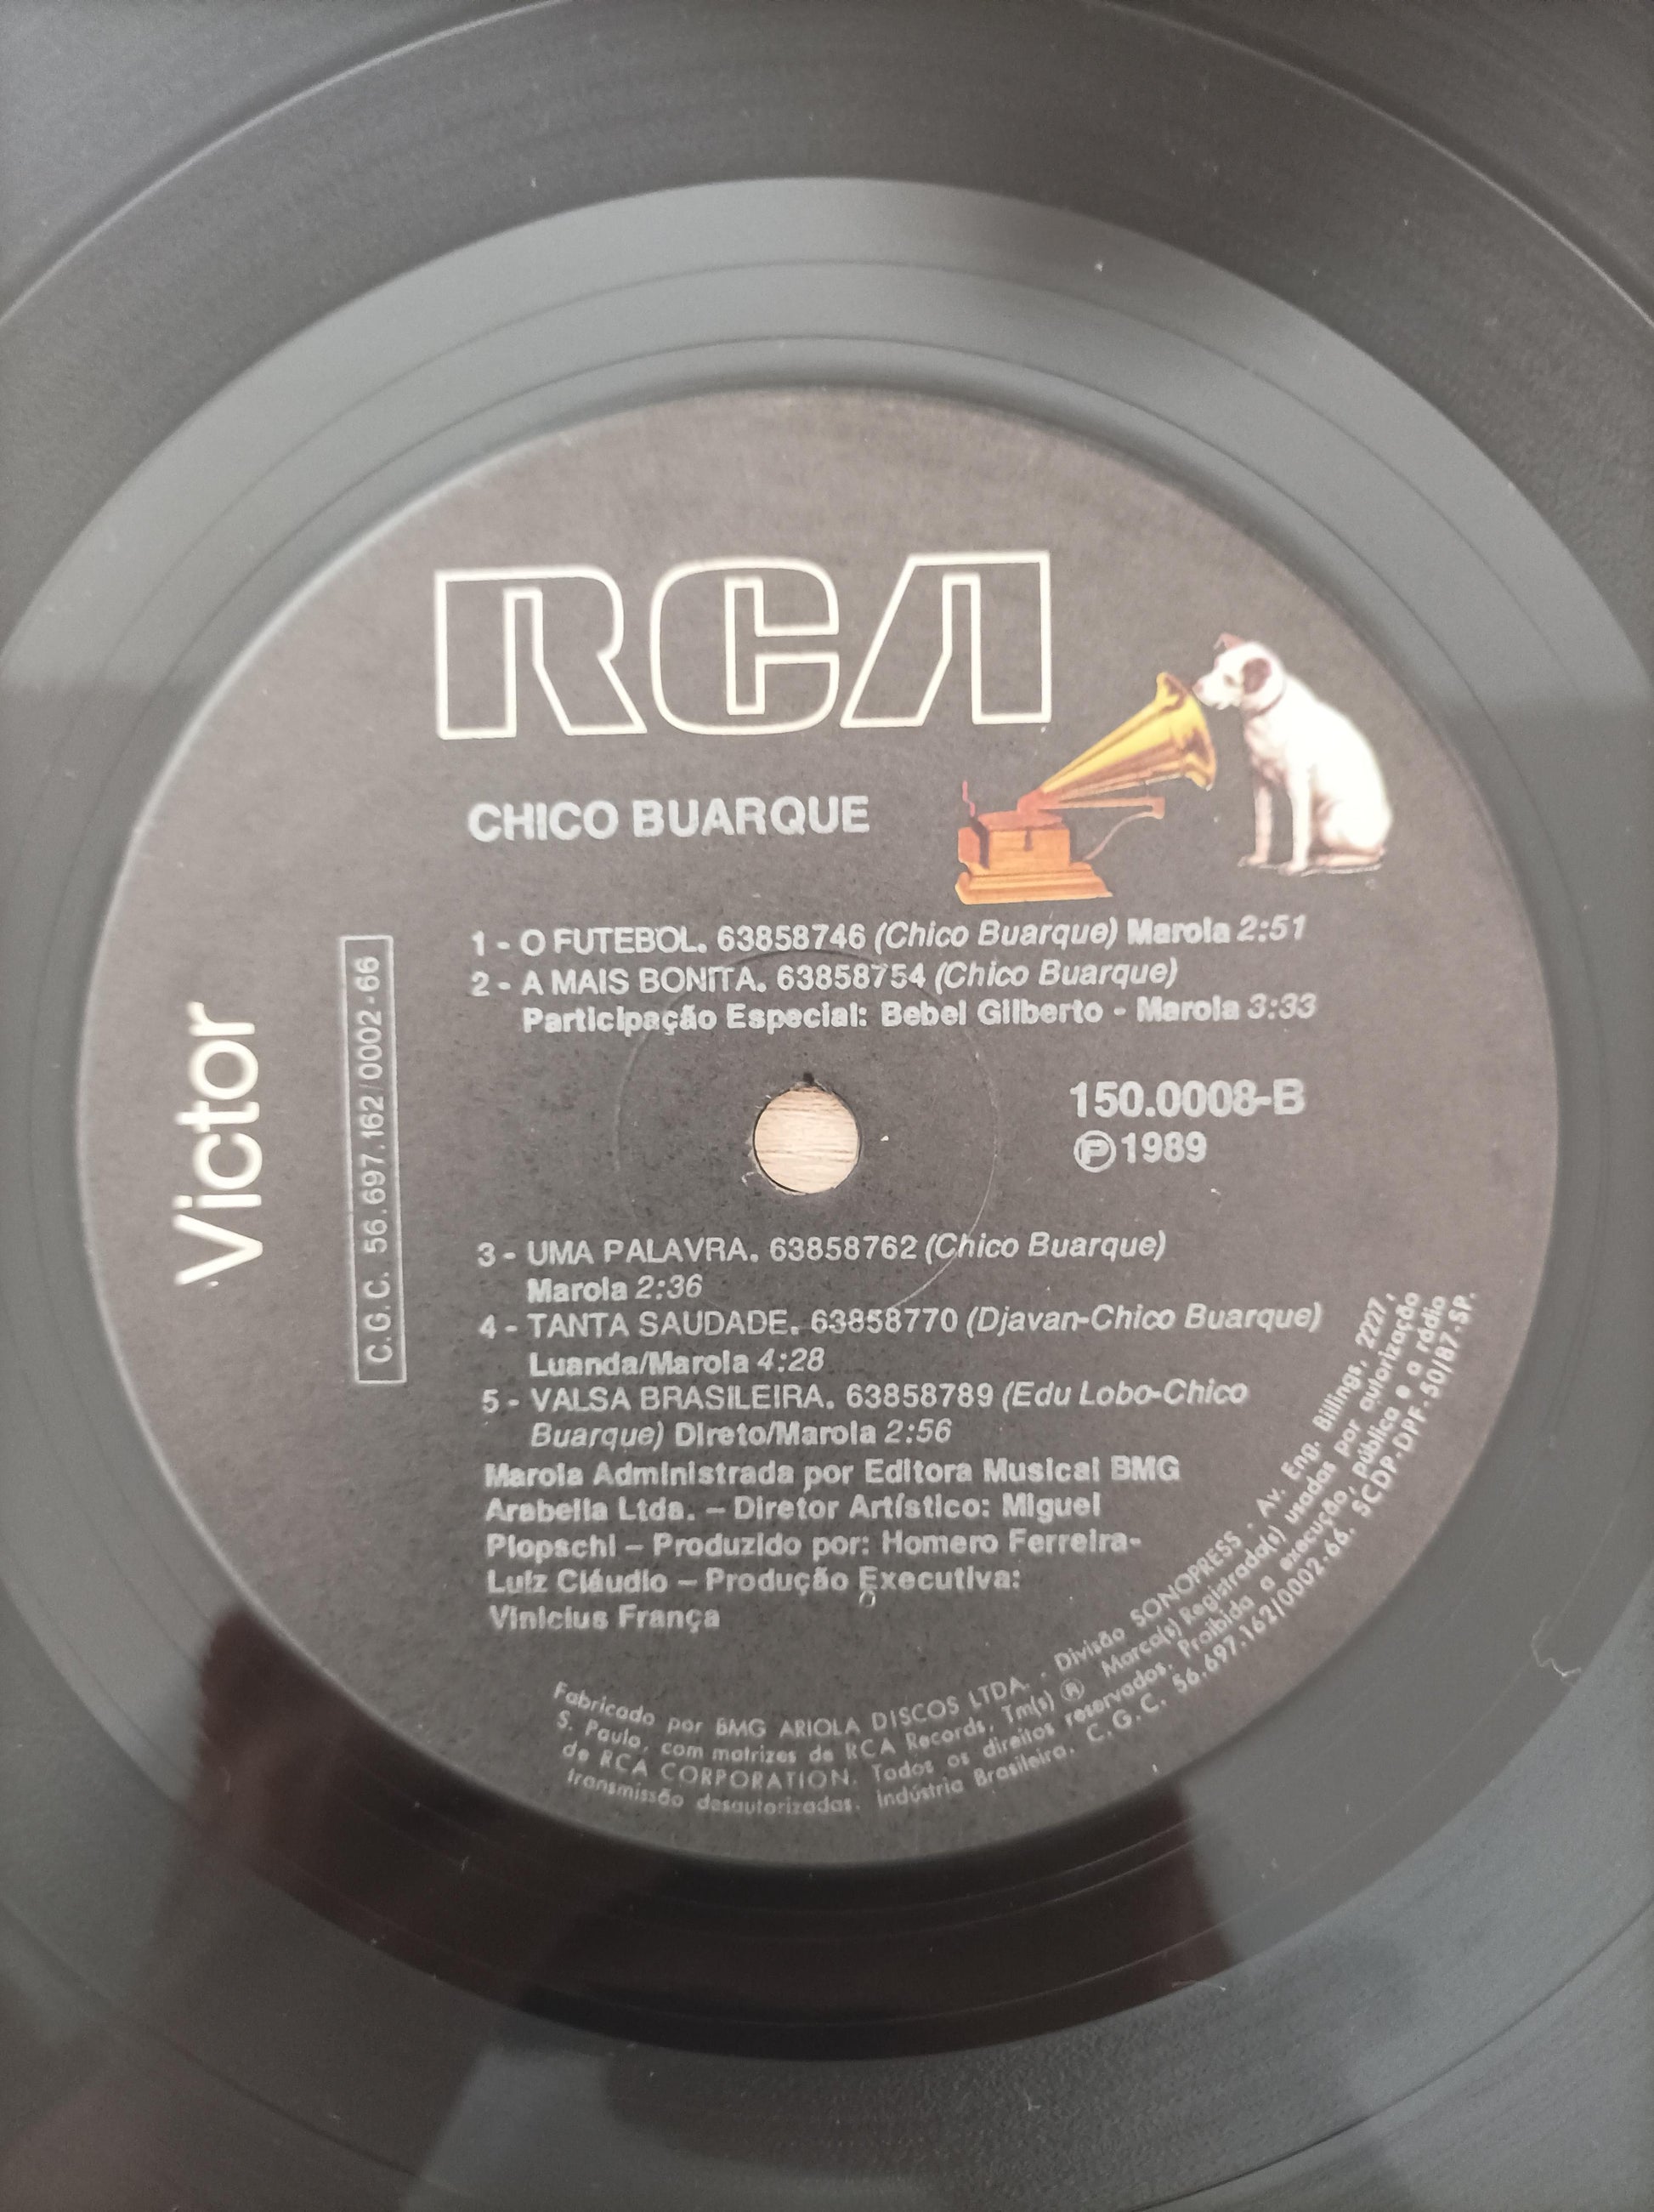 RCA
CHICO BUARQUE
1 - O FUTEBOL. 63858746 (Chico Buarque) Marola 2:51
2 - A MAIS BONITA. 63858754 (Chico Buarque)
Participação Especial: Bebel Gilberto - Marola 3:33
Victor
C.G.C. 56.697.162/0002-66
150.0008-B
Ⓟ1989
3 - UMA PALAVRA. 63858762 (Chico Buarque)
Marola 2:36
4 - TANTA SAUDADE. 63858770 (Djavan-Chico Buarque)
Luanda/Marola 4:28
5 - VALSA BRASILEIRA. 63858789 (Edu Lobo-Chico
Buarque) Direto/Marola 2:56
Marola Administrada por Editora Musical BMG
Arabella Ltda. – Diretor Artístico: Miguel
Plopschi – Produzido por: Homero Ferreira-
Luiz Cláudio – Produção Executiva:
Vinicius França
Fabricado por BMG ARIOLA DISCOS LTDA. - Divisão SONOPRESS - Av. Eng. Billings, 2227,
S. Paulo, com matrizes de RCA Records, Tm(s) ® Marca(s) Registrada(s) usadas por autorização
de RCA CORPORATION. Todos os direitos reservados. Proibida a execução, pública e a rádio
transmissão desautorizadas. Indústria Brasileira. C.G.C. 56.697.162/0002-66. SCDP-DPF-50/87-SP.